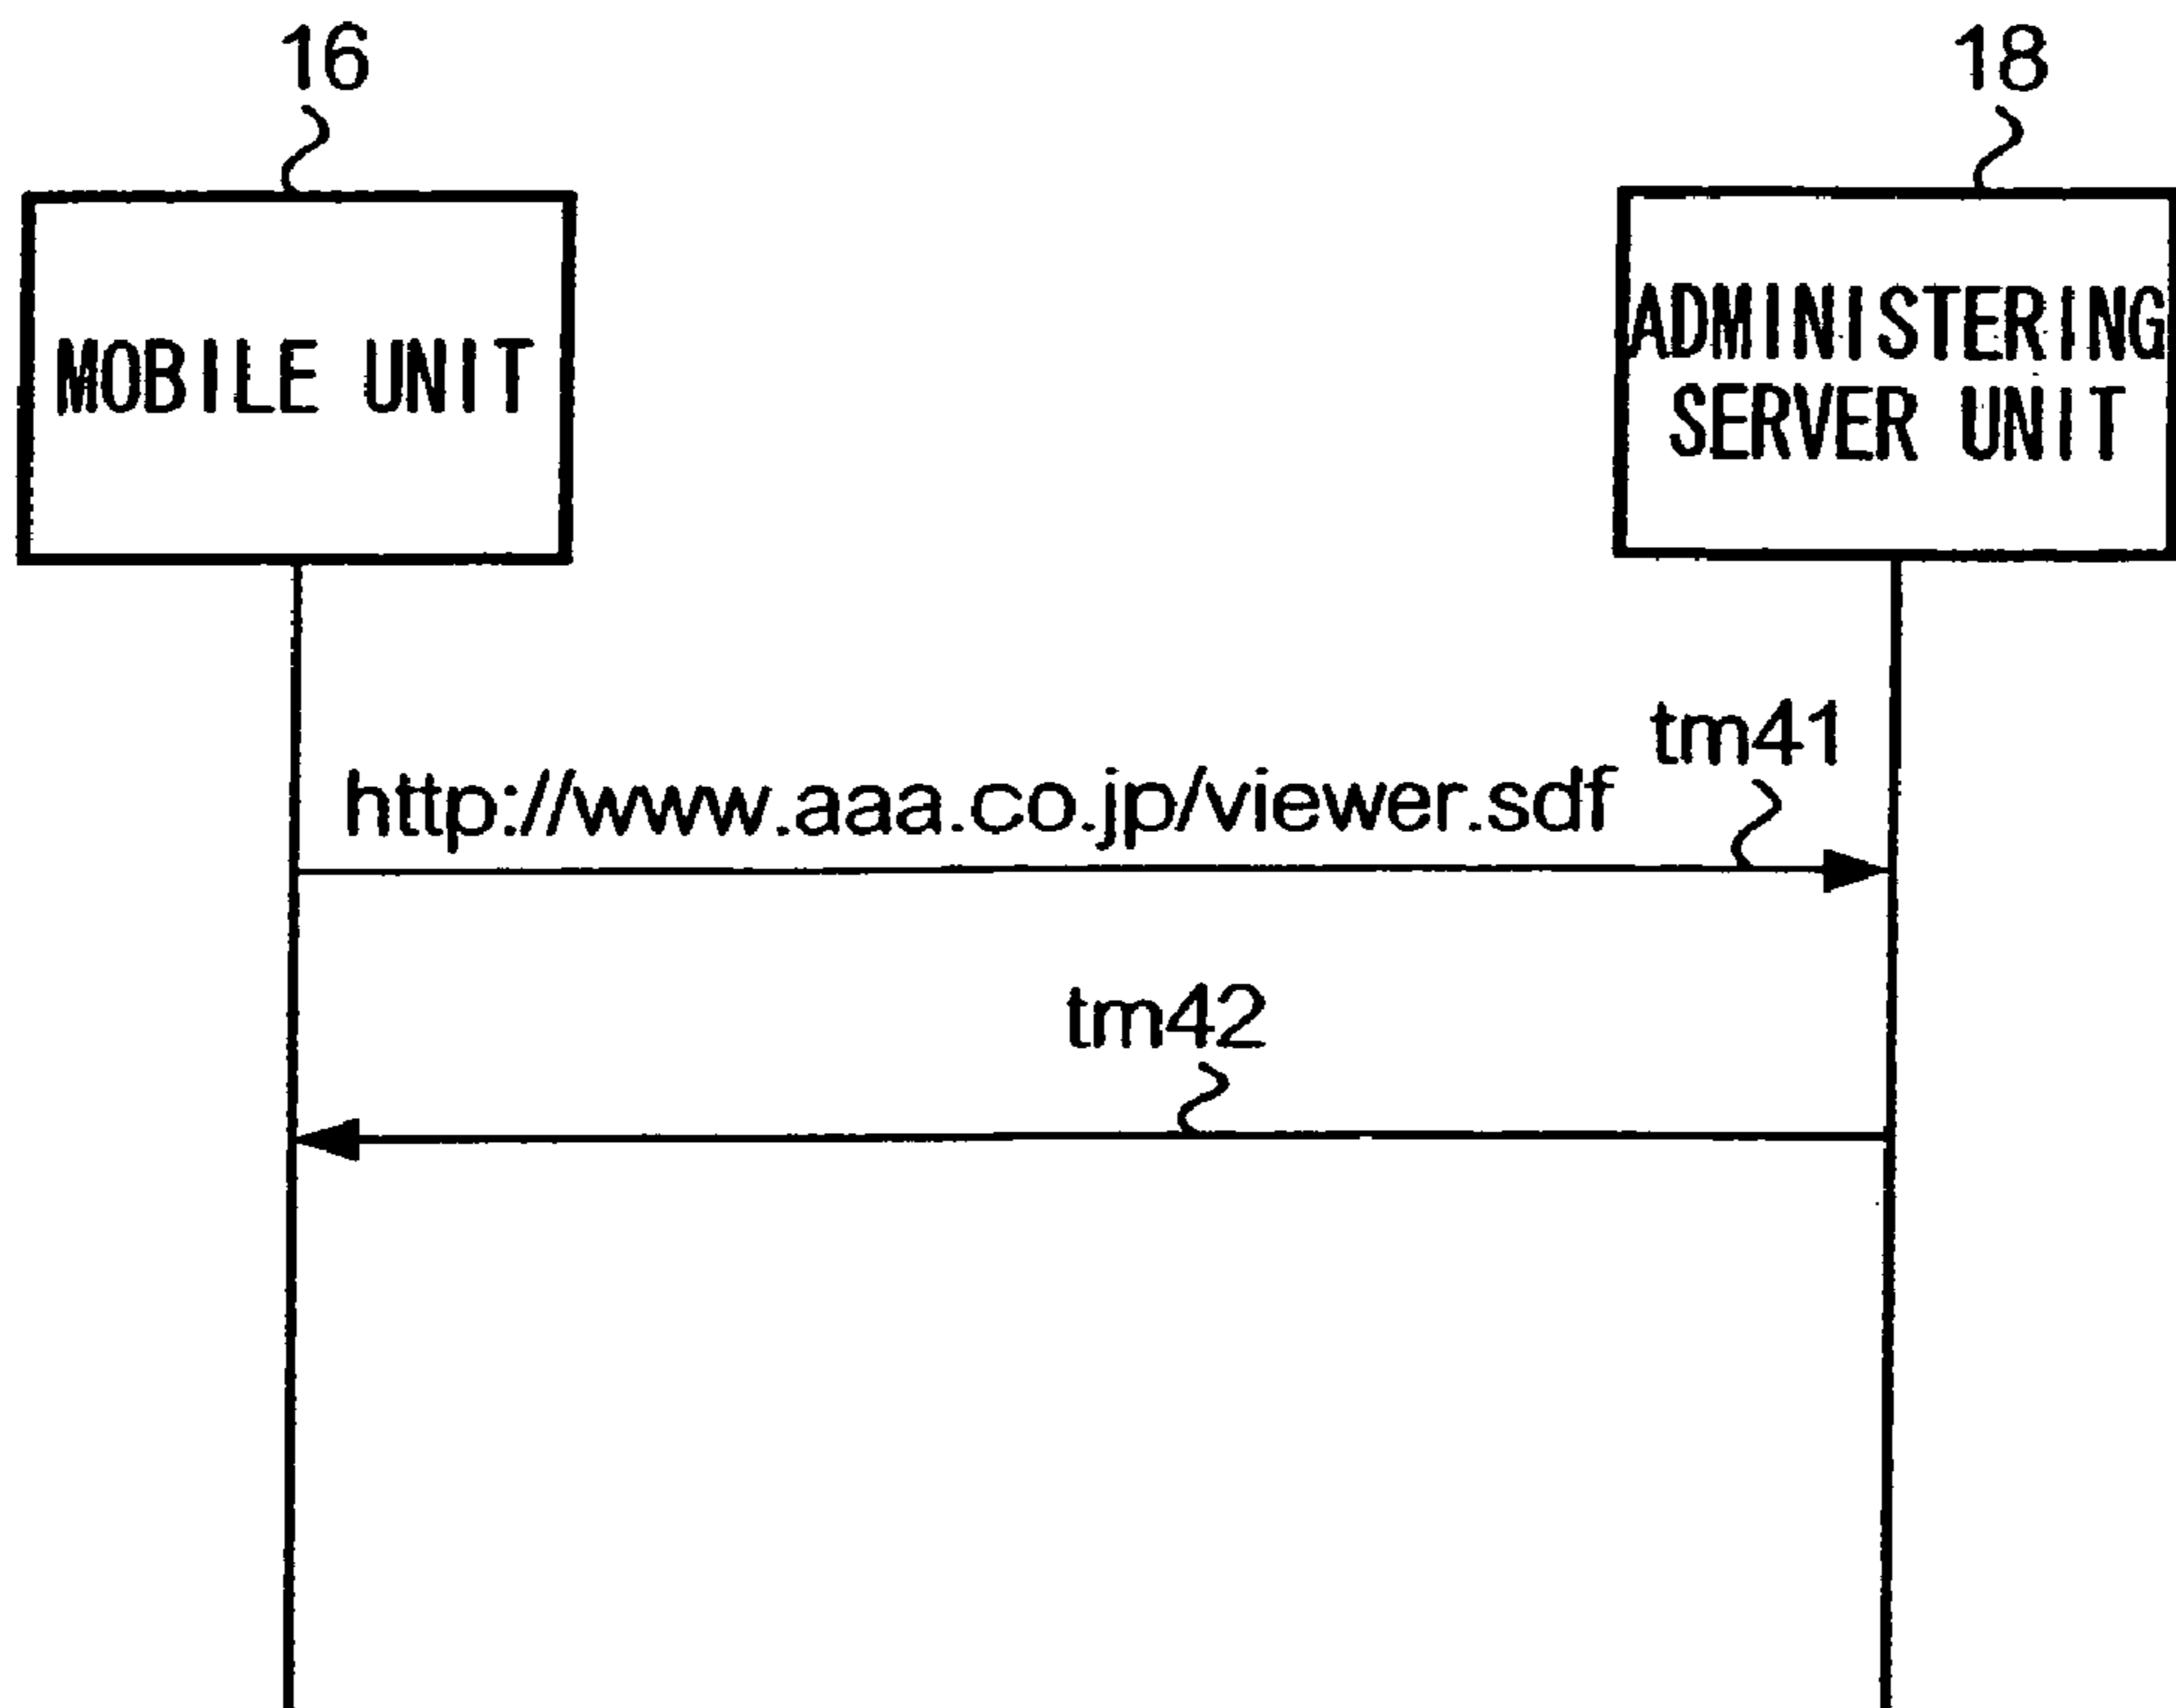 16
18
MOBILE UNIT
ADMINISTERING
SERVER UNIT
tm41
http://www.aaa.co.jp/viewer.sdf
tm42